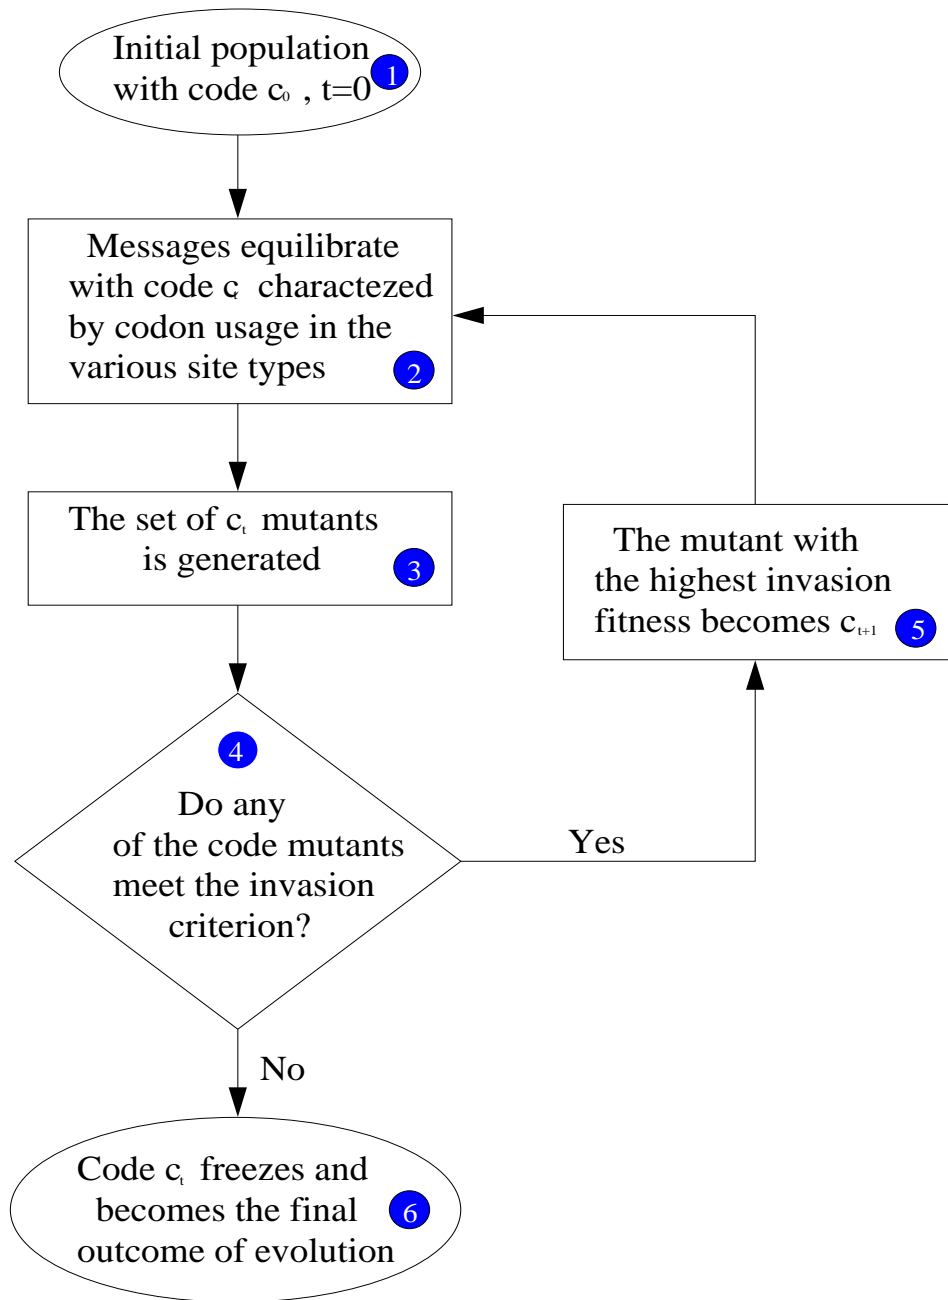 Initial population
with code c₀ , t=0
1
Messages equilibrate
with code cₜ charactezed
by codon usage in the
various site types
2
The set of cₜ mutants
is generated
3
The mutant with
the highest invasion
fitness becomes cₜ₊₁
5
4
Do any
of the code mutants
meet the invasion
criterion?
Yes
No
Code cₜ freezes and
becomes the final
outcome of evolution
6